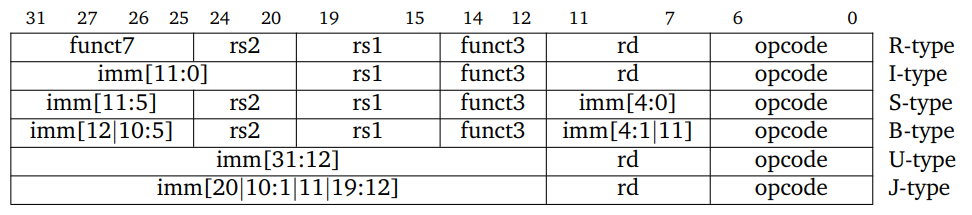 31 27 26 25 24 20 19 15 14 12 11 7 6 0
funct7 rs2 rs1 funct3 rd opcode R-type
imm[11:0] rs1 funct3 rd opcode I-type
imm[11:5] rs2 rs1 funct3 imm[4:0] opcode S-type
imm[12|10:5] rs2 rs1 funct3 imm[4:1|11] opcode B-type
imm[31:12] rd opcode U-type
imm[20|10:1|11|19:12] rd opcode J-type